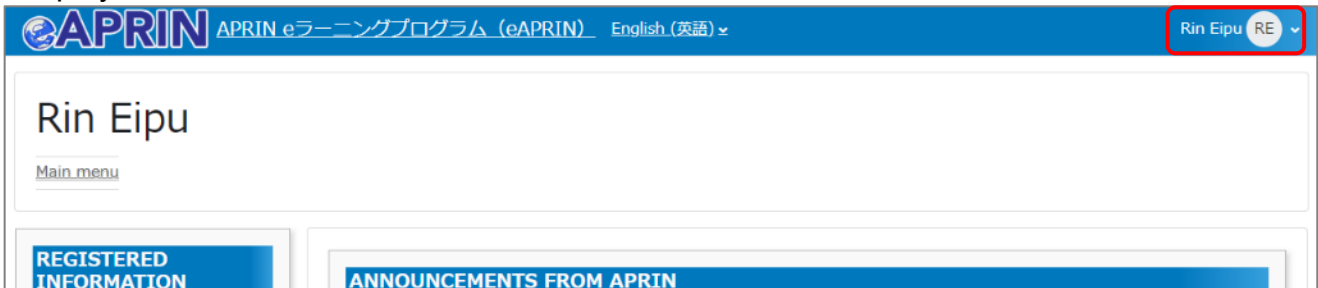 APRIN APRIN eラーニングプログラム（eAPRIN） English (英語) Rin Eipu RE
Rin Eipu
Main menu
REGISTERED
INFORMATION
ANNOUNCEMENTS FROM APRIN